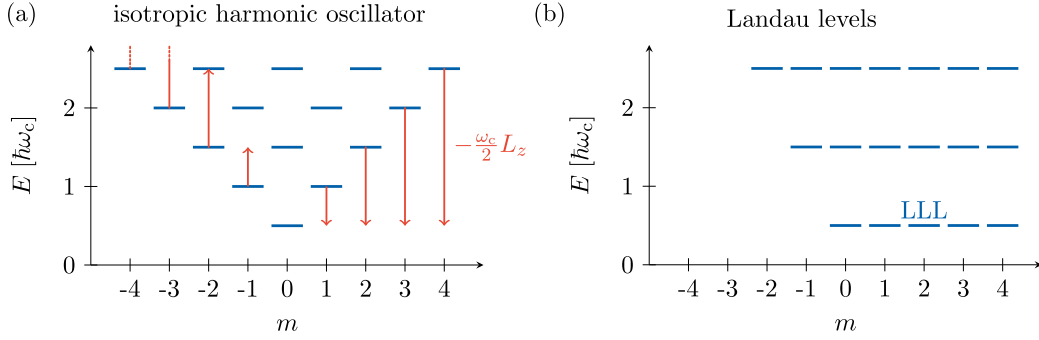 (a) isotropic harmonic oscillator
E [ħω_c]
2
1
0
-4 -3 -2 -1 0 1 2 3 4
m
−ω_c/2 L_z
(b) Landau levels
E [ħω_c]
2
1
0
LLL
-4 -3 -2 -1 0 1 2 3 4
m